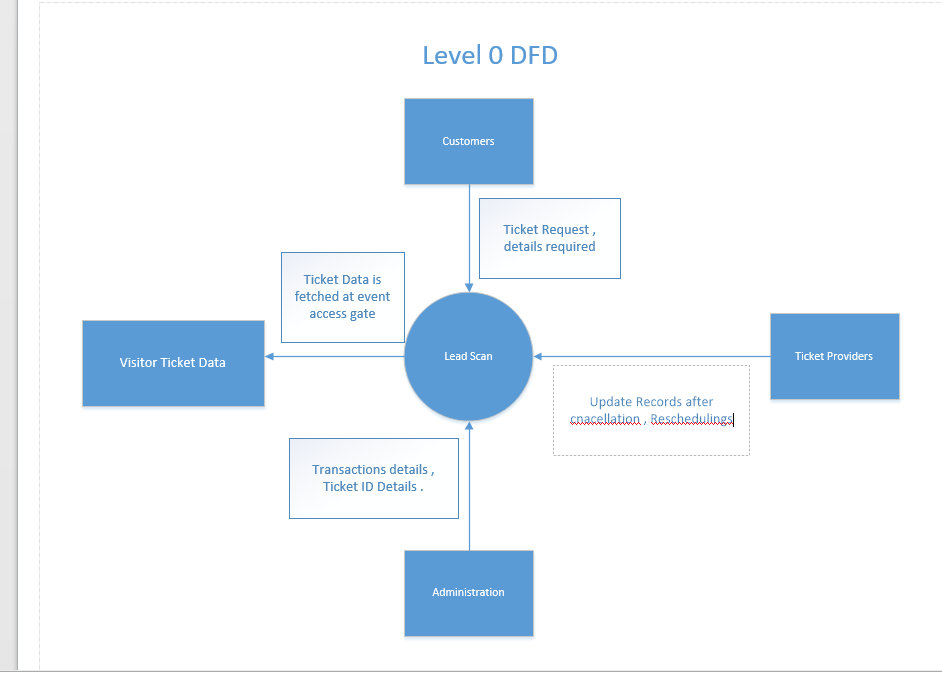 Level 0 DFD
Customers
Ticket Request ,
details required
Ticket Data is
fetched at event
access gate
Visitor Ticket Data
Lead Scan
Ticket Providers
Update Records after
cnacellation , Reschedulings
Transactions details ,
Ticket ID Details .
Administration